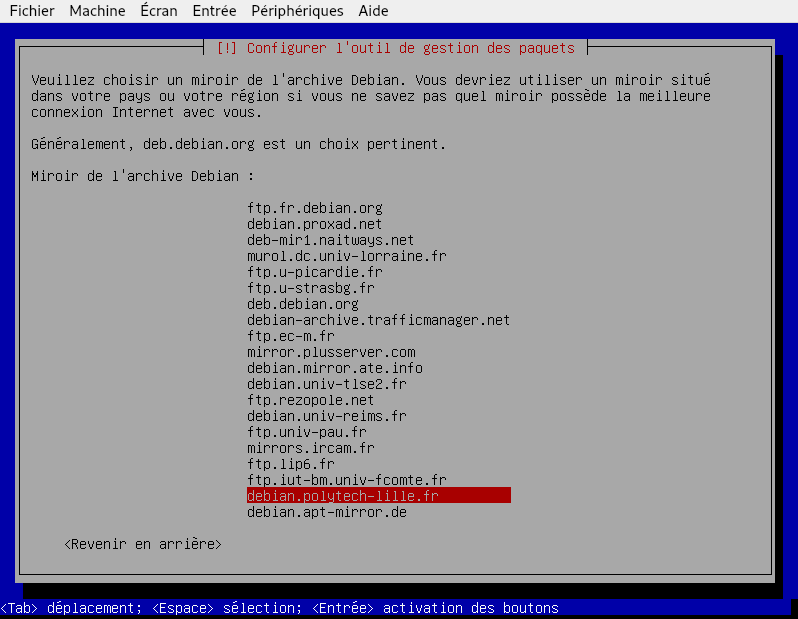 Fichier Machine Écran Entrée Périphériques Aide
[!] Configurer l'outil de gestion des paquets
Veuillez choisir un miroir de l'archive Debian. Vous devriez utiliser un miroir situé
dans votre pays ou votre région si vous ne savez pas quel miroir possède la meilleure
connexion Internet avec vous.
Généralement, deb.debian.org est un choix pertinent.
Miroir de l'archive Debian :
ftp.fr.debian.org
debian.proxad.net
deb-mir1.naitways.net
murol.dc.univ-lorraine.fr
ftp.u-picardie.fr
ftp.u-strasbg.fr
deb.debian.org
debian-archive.trafficmanager.net
ftp.ec-m.fr
mirror.plusserver.com
debian.mirror.ate.info
debian.univ-tlse2.fr
ftp.rezopole.net
debian.univ-reims.fr
ftp.univ-pau.fr
mirrors.ircam.fr
ftp.lip6.fr
ftp.iut-bm.univ-fcomte.fr
debian.polytech-lille.fr
debian.apt-mirror.de
<Revenir en arrière>
<Tab> déplacement; <Espace> sélection; <Entrée> activation des boutons